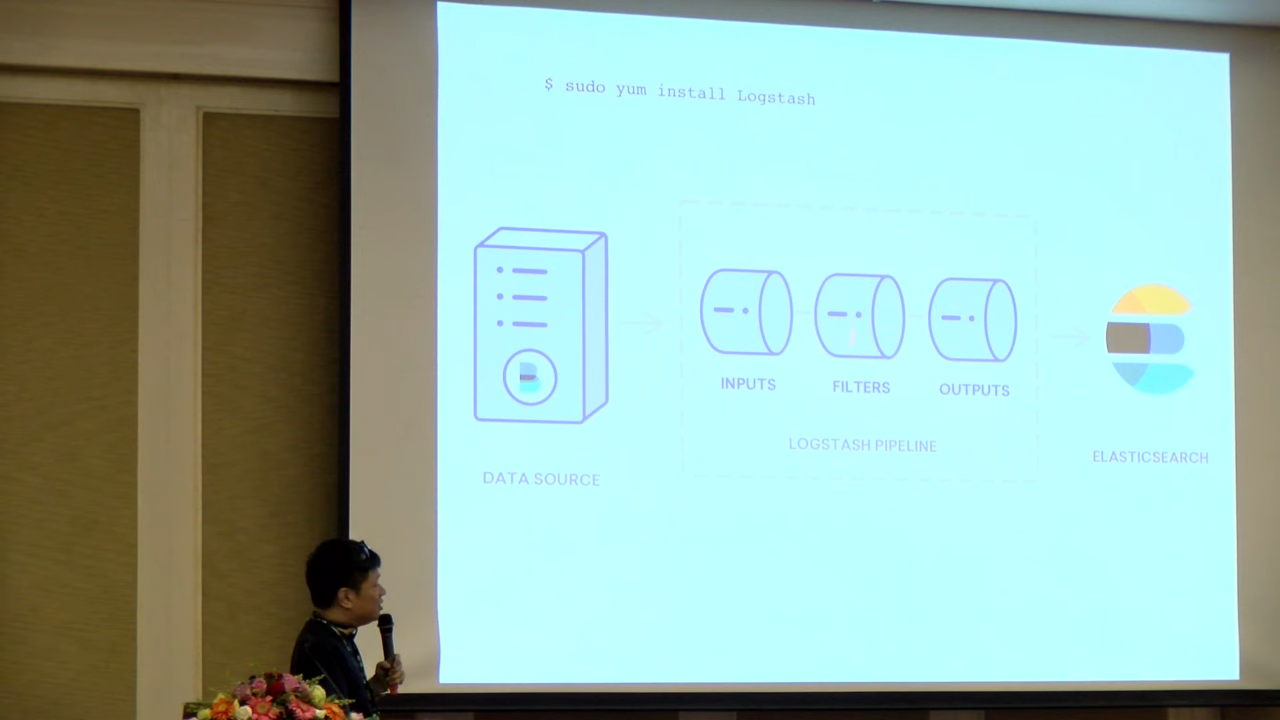 $ sudo yum install Logstash
INPUTS
FILTERS
OUTPUTS
LOGSTASH PIPELINE
DATA SOURCE
ELASTICSEARCH